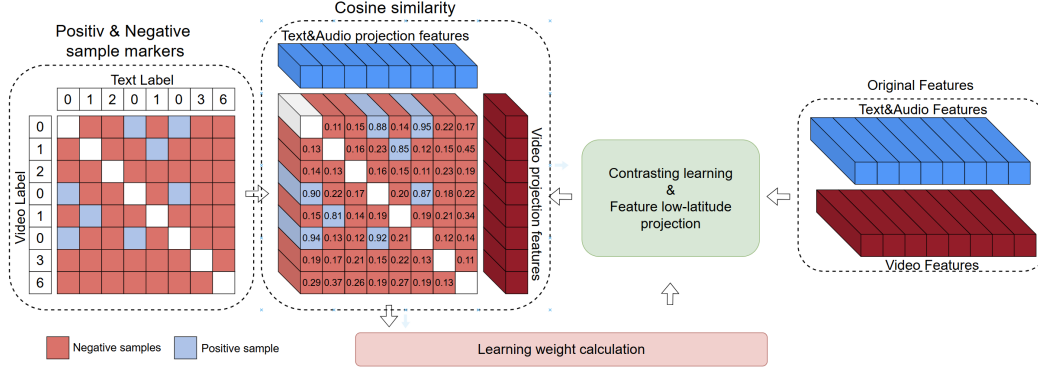 Cosine similarity
Positiv & Negative
sample markers
Text Label
0 1 2 0 1 0 3 6
Video Label
0
1
2
0
1
0
3
6
Text&Audio projection features
0.11 0.15 0.88 0.14 0.95 0.22 0.17
0.13 0.16 0.23 0.85 0.12 0.15 0.45
0.14 0.13 0.16 0.15 0.11 0.23 0.19
0.90 0.22 0.17 0.20 0.87 0.18 0.22
0.15 0.81 0.14 0.19 0.19 0.21 0.34
0.94 0.13 0.12 0.92 0.21 0.12 0.14
0.19 0.17 0.21 0.15 0.22 0.13 0.11
0.29 0.37 0.26 0.19 0.27 0.19 0.13
Video projection features
Contrasting learning
&
Feature low-latitude
projection
Original Features
Text&Audio Features
Video Features
Negative samples
Positive sample
Learning weight calculation